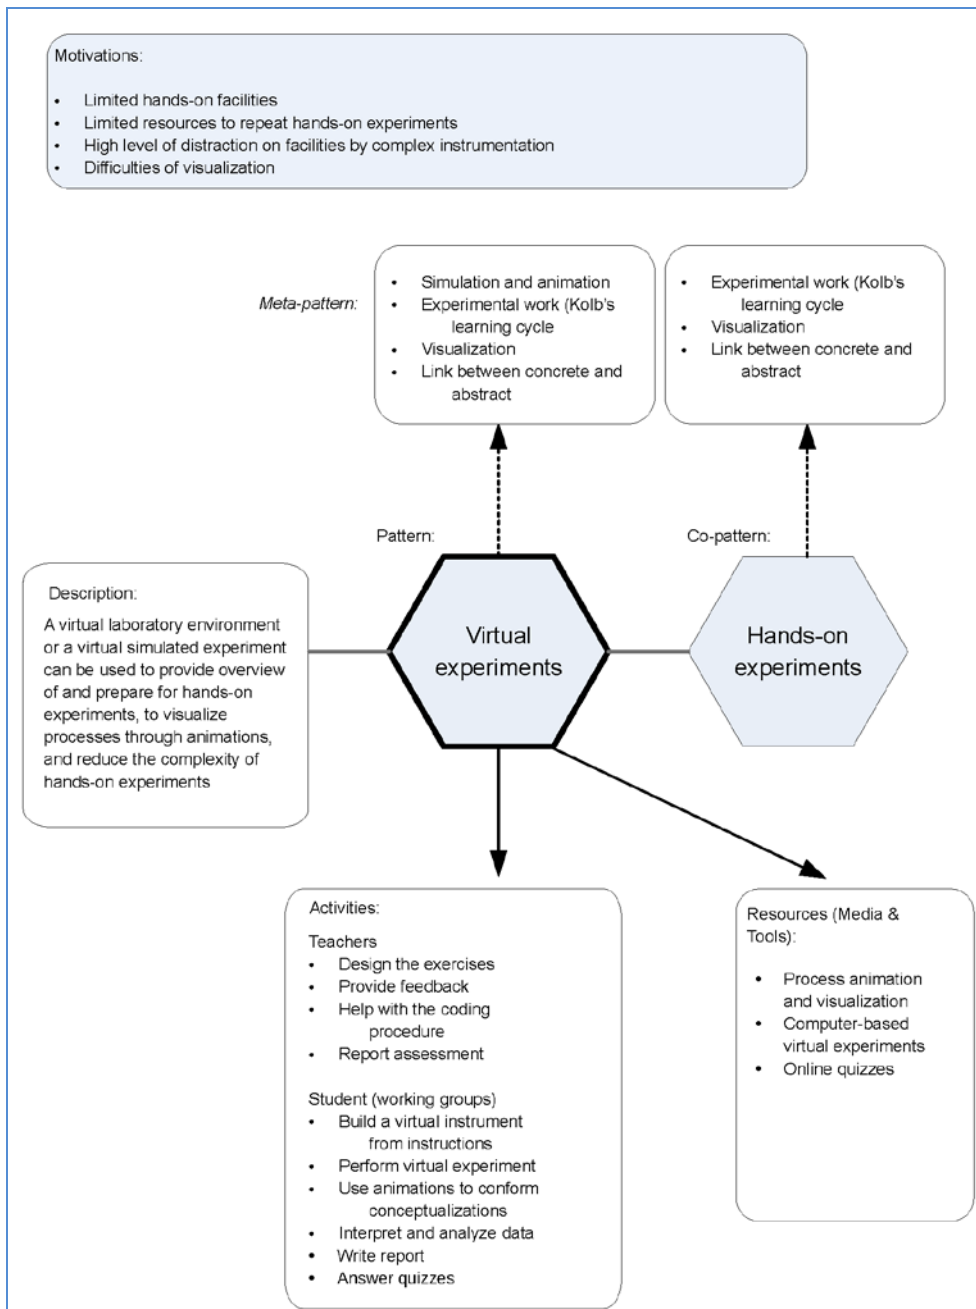 Motivations:
• Limited hands-on facilities
• Limited resources to repeat hands-on experiments
• High level of distraction on facilities by complex instrumentation
• Difficulties of visualization
Meta-pattern:
• Simulation and animation
• Experimental work (Kolb's
learning cycle
• Visualization
• Link between concrete and
abstract
• Experimental work (Kolb's
learning cycle
• Visualization
• Link between concrete and
abstract
Pattern:
Co-pattern:
Description:
A virtual laboratory environment
or a virtual simulated experiment
can be used to provide overview
of and prepare for hands-on
experiments, to visualize
processes through animations,
and reduce the complexity of
hands-on experiments
Virtual
experiments
Hands-on
experiments
Activities:
Teachers
• Design the exercises
• Provide feedback
• Help with the coding
procedure
• Report assessment
Student (working groups)
• Build a virtual instrument
from instructions
• Perform virtual experiment
• Use animations to conform
conceptualizations
• Interpret and analyze data
• Write report
• Answer quizzes
Resources (Media &
Tools):
• Process animation
and visualization
• Computer-based
virtual experiments
• Online quizzes